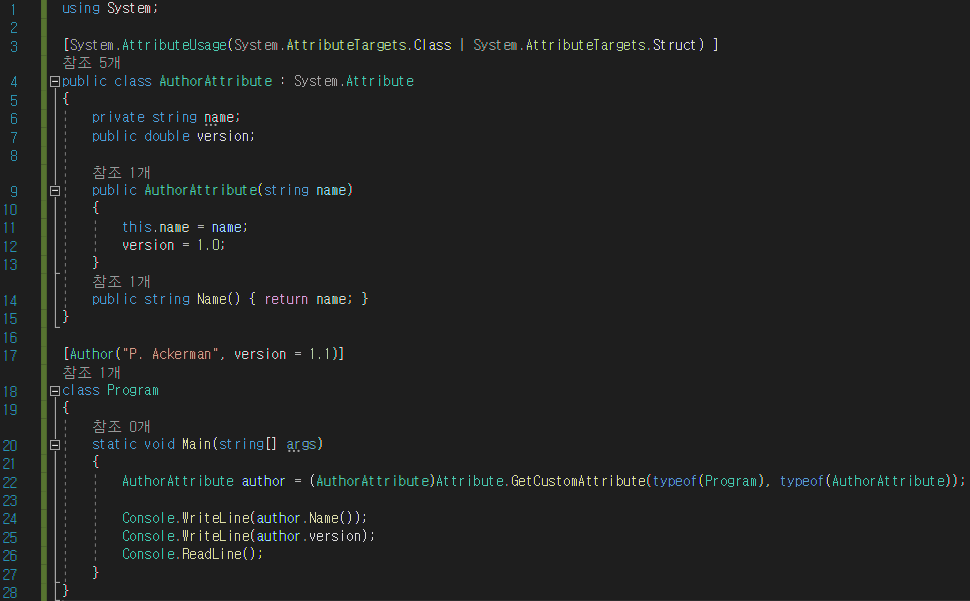 1 using System;
2
3 [System.AttributeUsage(System.AttributeTargets.Class | System.AttributeTargets.Struct) ]
참조 5개
4 public class AuthorAttribute : System.Attribute
5 {
6 private string name;
7 public double version;
8
참조 1개
9 public AuthorAttribute(string name)
10 {
11 this.name = name;
12 version = 1.0;
13 }
참조 1개
14 public string Name() { return name; }
15 }
16
17 [Author("P. Ackerman", version = 1.1)]
참조 1개
18 class Program
19 {
참조 0개
20 static void Main(string[] args)
21 {
22 AuthorAttribute author = (AuthorAttribute)Attribute.GetCustomAttribute(typeof(Program), typeof(AuthorAttribute));
23
24 Console.WriteLine(author.Name());
25 Console.WriteLine(author.version);
26 Console.ReadLine();
27 }
28 }